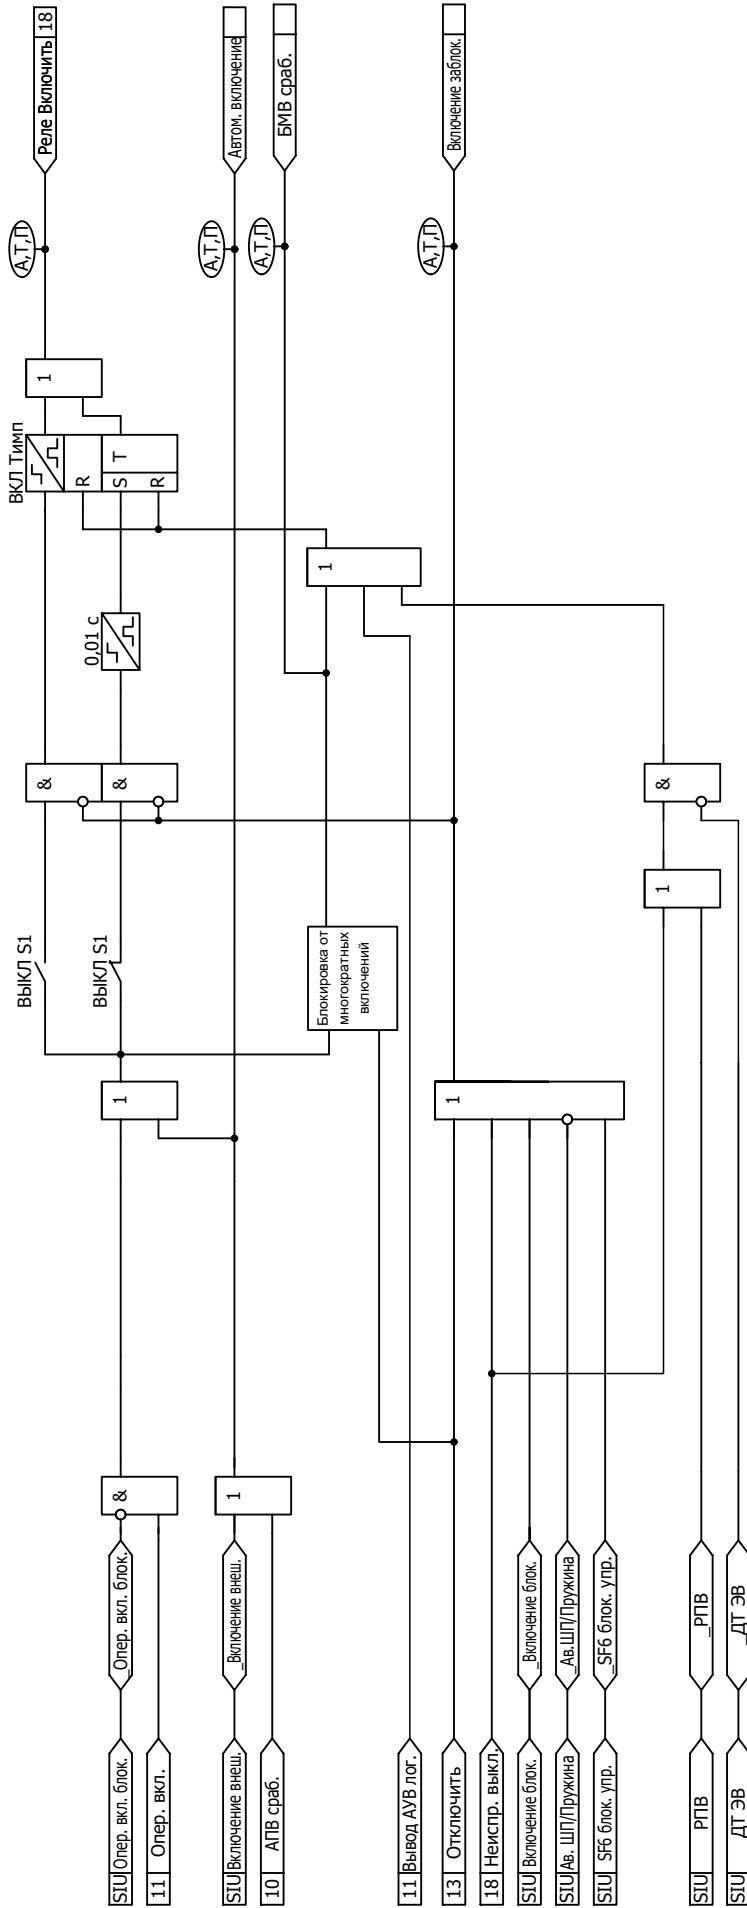 SIU Опер. вкл. блок.
_Опер. вкл. блок.
11 Опер. вкл.
&
1
ВЫКЛ S1
ВЫКЛ S1
&
&
0,01 с
ВКЛ Tимп
R
S T
R
1
А,Т,П
Реле Включить 18
SIU Включение внеш.
_Включение внеш.
10 АПВ сраб.
1
А,Т,П
Автом. включение
А,Т,П
БМВ сраб.
Блокировка от
многократных
включений
1
11 Вывод АУВ лог.
13 Отключить
18 Неиспр. выкл.
SIU Включение блок.
_Включение блок.
SIU Ав. ШП/Пружина
_Ав.ШП/Пружина
SIU SF6 блок. упр.
_SF6 блок. упр.
1
А,Т,П
Включение заблок.
SIU РПВ
_РПВ
SIU ДТ ЭВ
_ДТ ЭВ
1
&